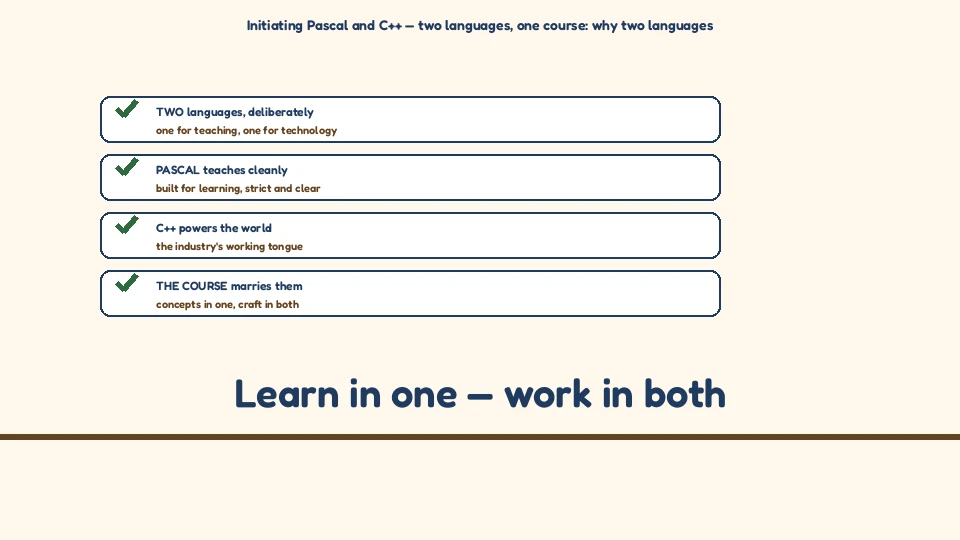 Initiating Pascal and C++ — two languages, one course: why two languages
TWO languages, deliberately
one for teaching, one for technology
PASCAL teaches cleanly
built for learning, strict and clear
C++ powers the world
the industry's working tongue
THE COURSE marries them
concepts in one, craft in both
Learn in one — work in both